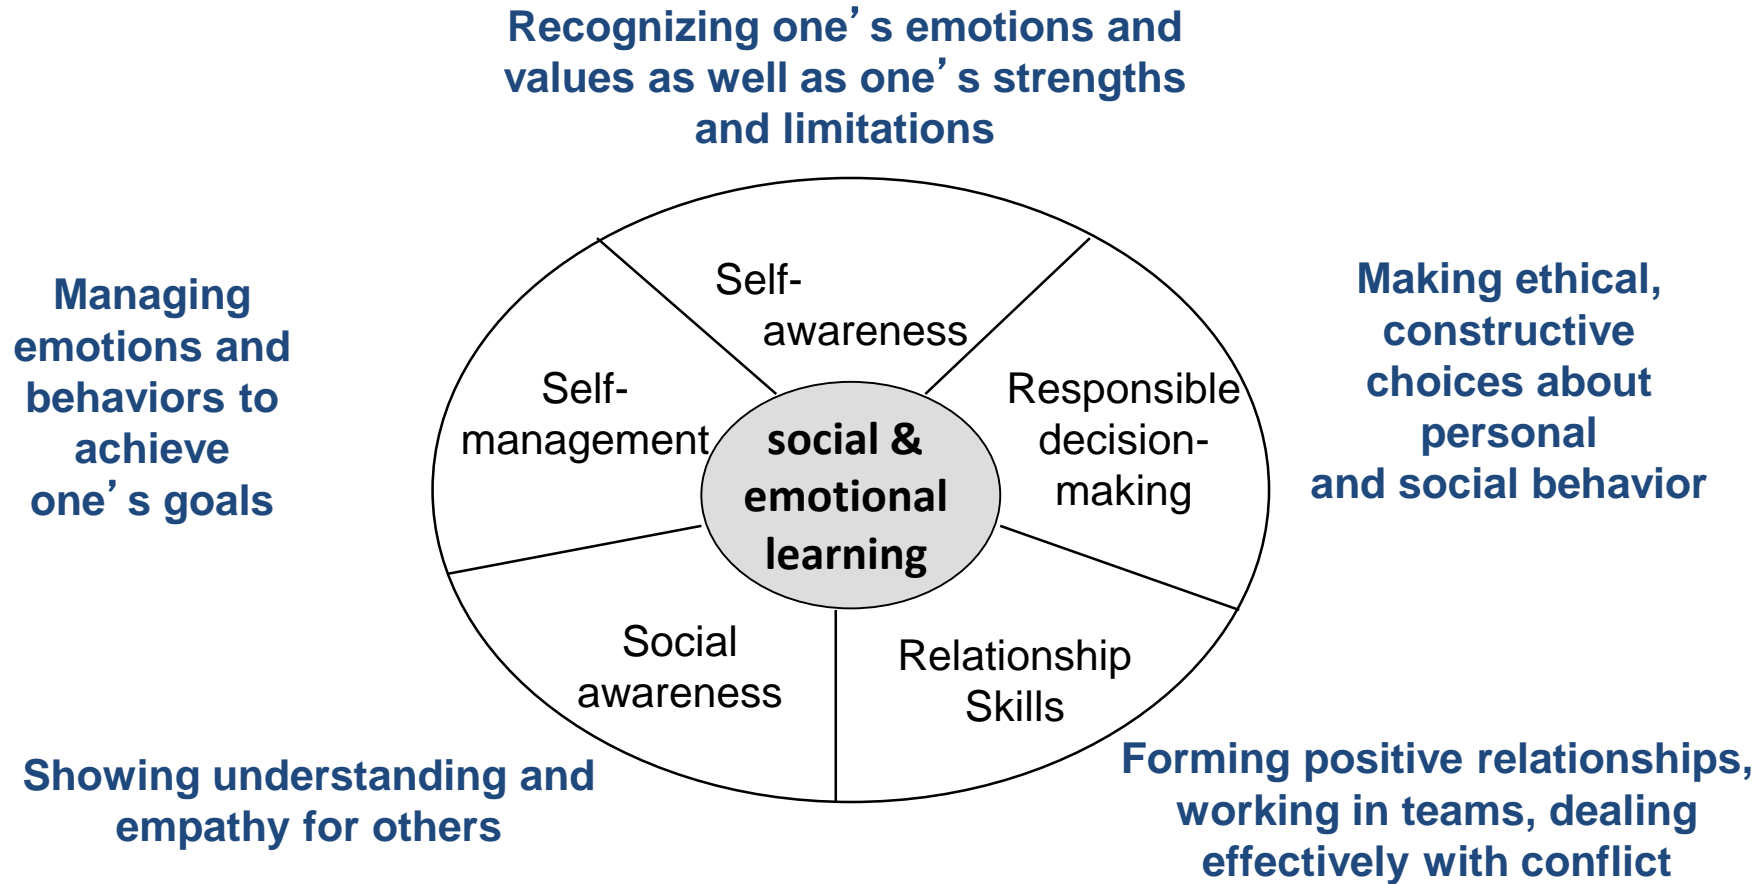 Recognizing one’s emotions and
values as well as one’s strengths
and limitations
Self-
awareness
Managing
emotions and
behaviors to
achieve
one’s goals
Self-
management
social &
emotional
learning
Responsible
decision-
making
Making ethical,
constructive
choices about
personal
and social behavior
Social
awareness
Relationship
Skills
Showing understanding and
empathy for others
Forming positive relationships,
working in teams, dealing
effectively with conflict